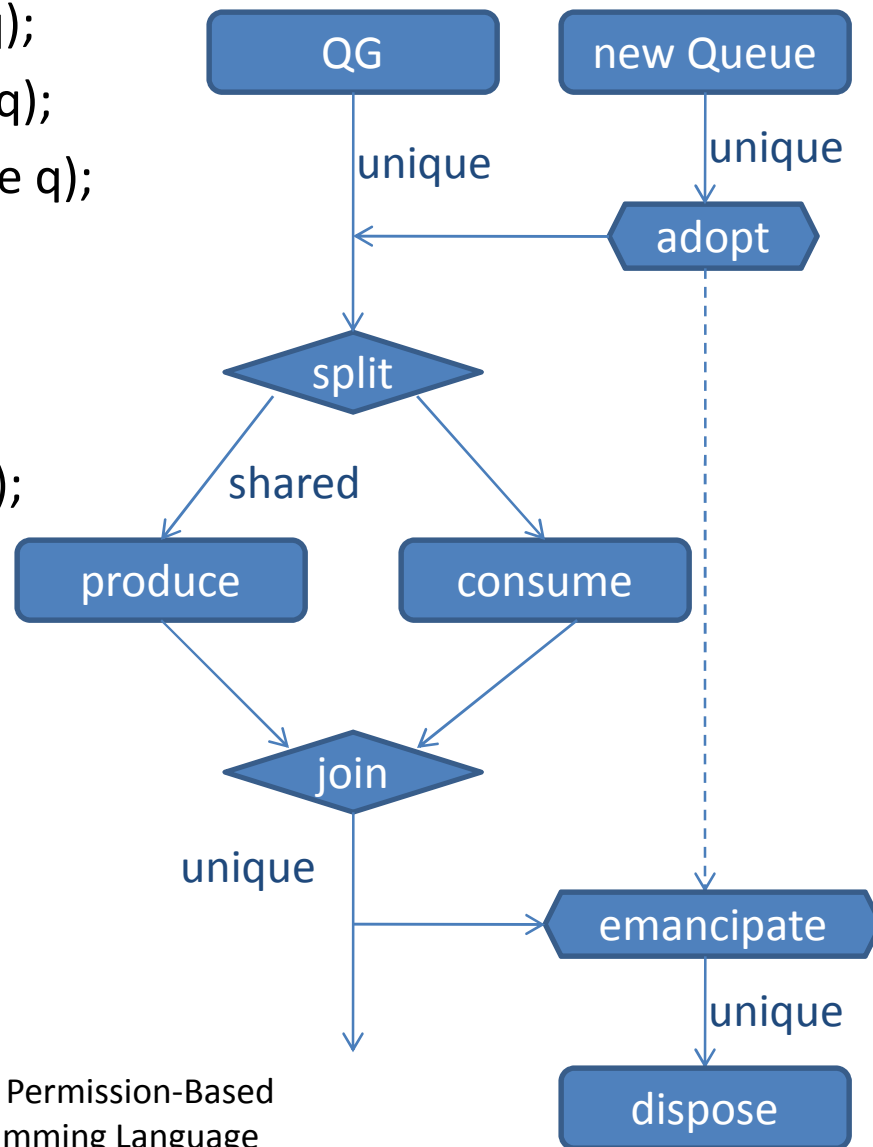 );
q);
e q);
);
QG
new Queue
unique
unique
adopt
split
shared
produce
consume
join
unique
emancipate
unique
dispose
Permission-Based
mming Language